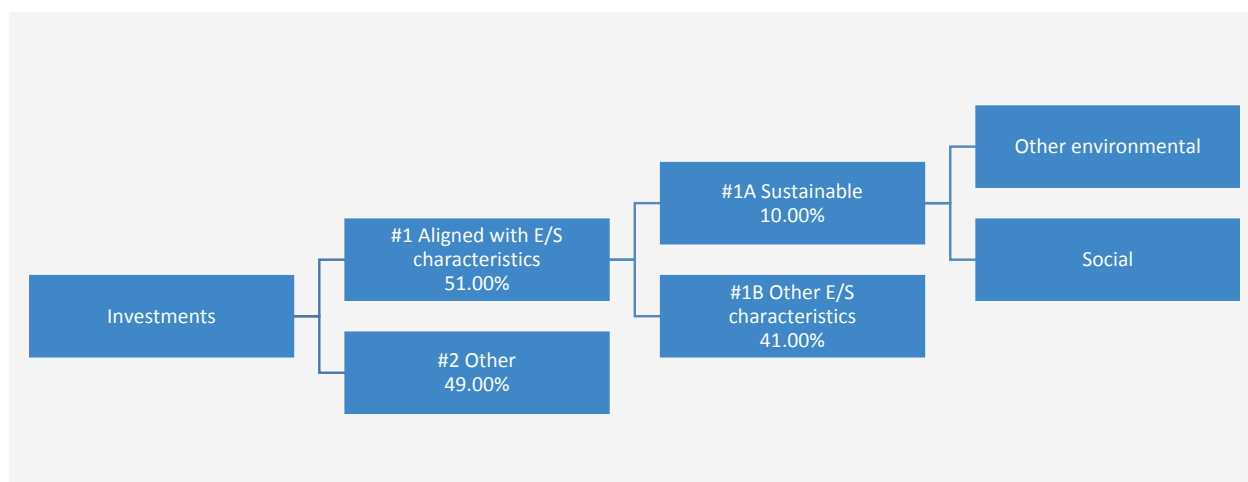 Investments
#1 Aligned with E/S
characteristics
51.00%
#2 Other
49.00%
#1A Sustainable
10.00%
#1B Other E/S
characteristics
41.00%
Other environmental
Social